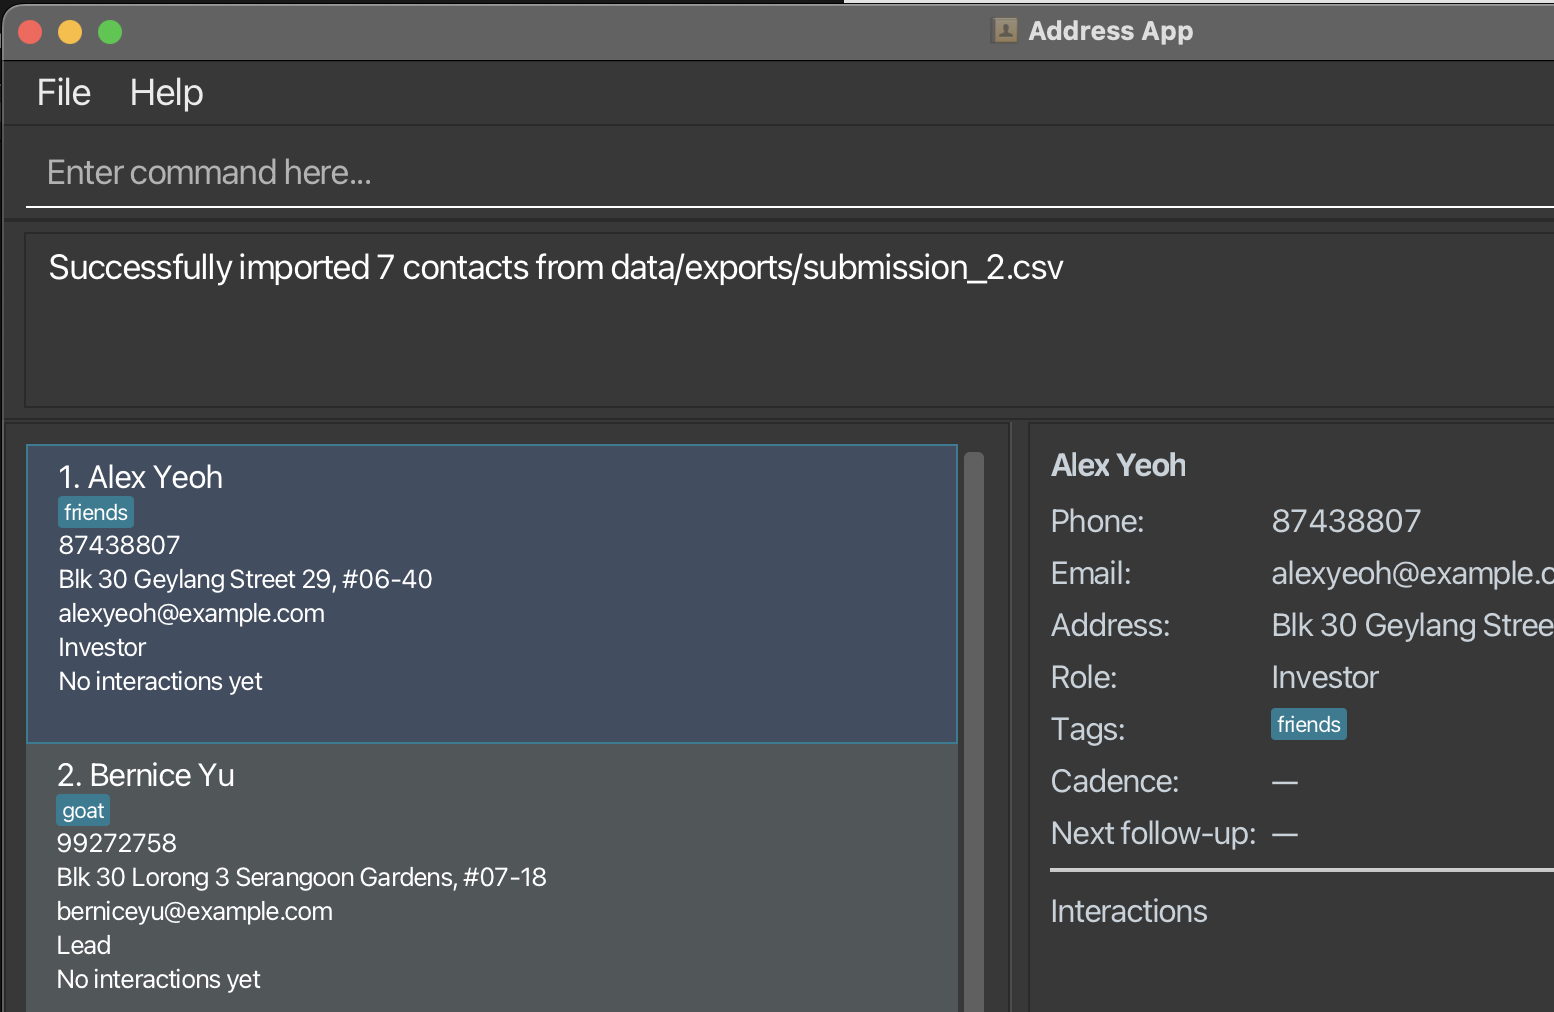 Address App
File Help
Enter command here...
Successfully imported 7 contacts from data/exports/submission_2.csv
1. Alex Yeoh
friends
87438807
Blk 30 Geylang Street 29, #06-40
alexyeoh@example.com
Investor
No interactions yet
2. Bernice Yu
goat
99272758
Blk 30 Lorong 3 Serangoon Gardens, #07-18
berniceyu@example.com
Lead
No interactions yet
Alex Yeoh
Phone: 87438807
Email: alexyeoh@example.c
Address: Blk 30 Geylang Stree
Role: Investor
Tags: friends
Cadence: —
Next follow-up: —
Interactions